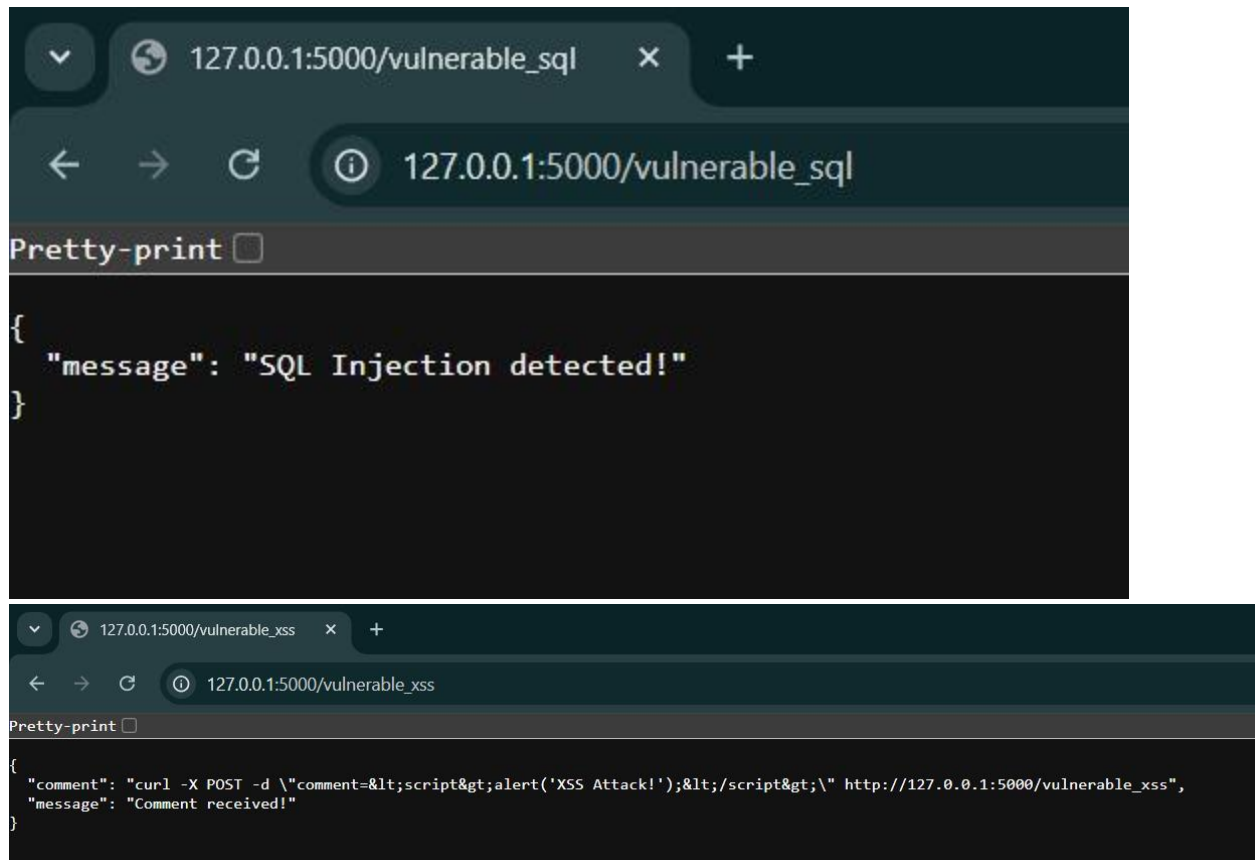 127.0.0.1:5000/vulnerable_sql
127.0.0.1:5000/vulnerable_sql
Pretty-print
{
"message": "SQL Injection detected!"
}
127.0.0.1:5000/vulnerable_xss
127.0.0.1:5000/vulnerable_xss
Pretty-print
{
"comment": "curl -X POST -d \"comment=&lt;script&gt;alert('XSS Attack!');&lt;/script&gt;\" http://127.0.0.1:5000/vulnerable_xss",
"message": "Comment received!"
}